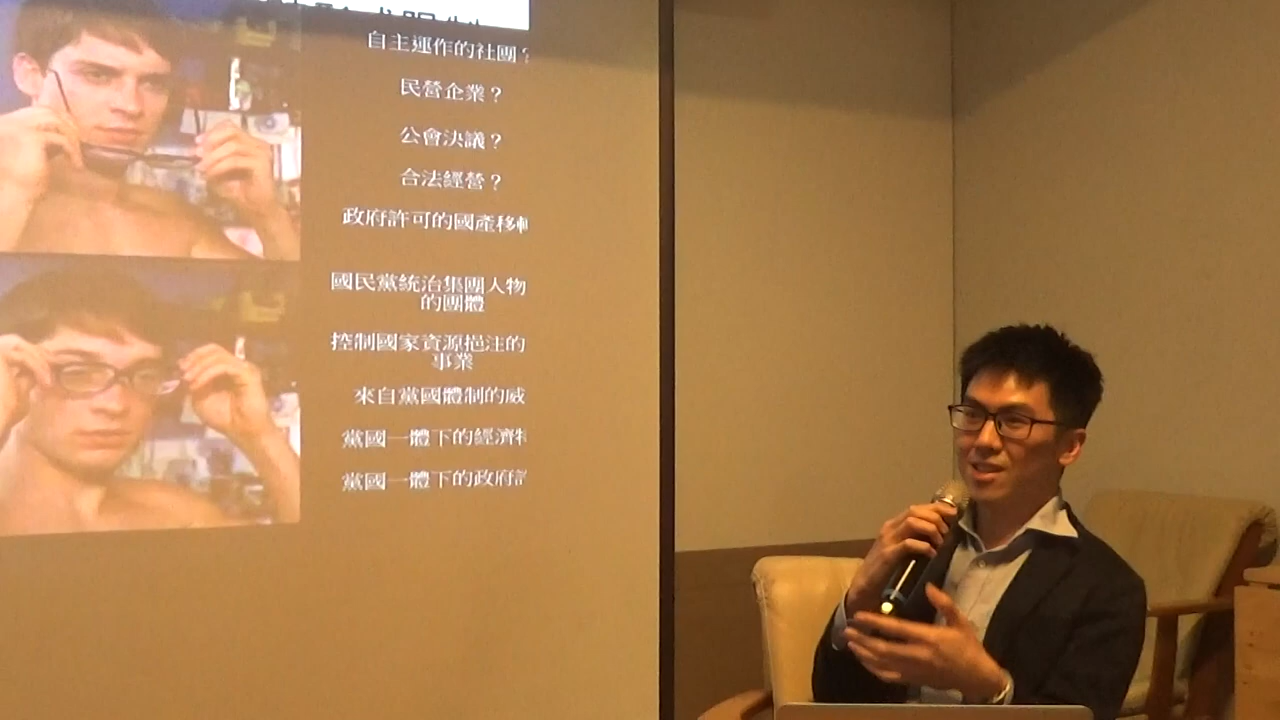 自主運作的社團？
民營企業？
公會決議？
合法經營？
政府許可的國產移轉
國民黨統治集團人物
的團體
控制國家資源挹注的
事業
來自黨國體制的威
黨國一體下的經濟特
黨國一體下的政府許